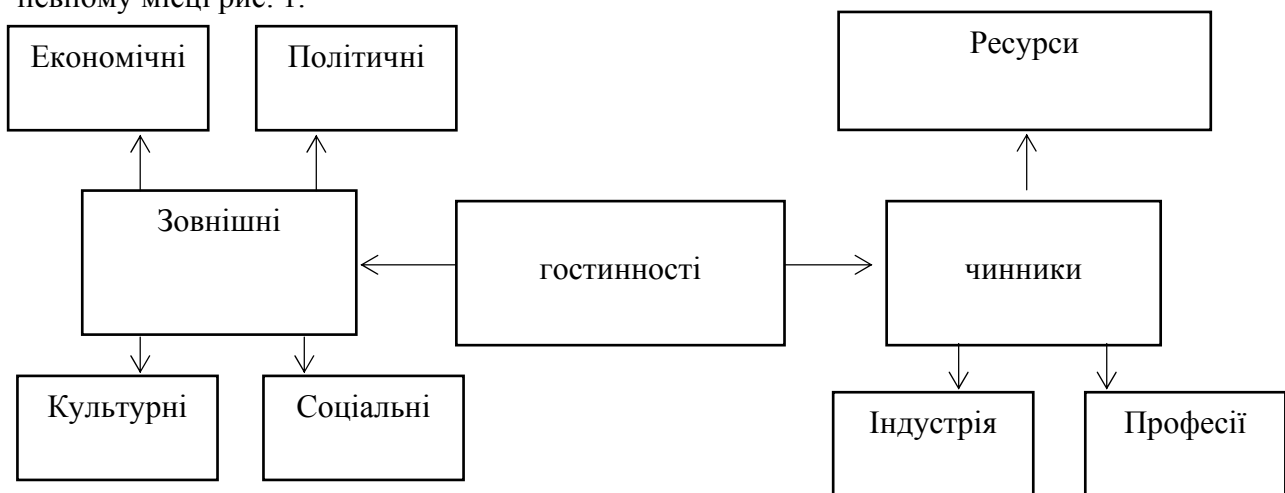 певному місці рис. 1.
Економічні
Політичні
Ресурси
Зовнішні
гостинності
чинники
Культурні
Соціальні
Індустрія
Професії